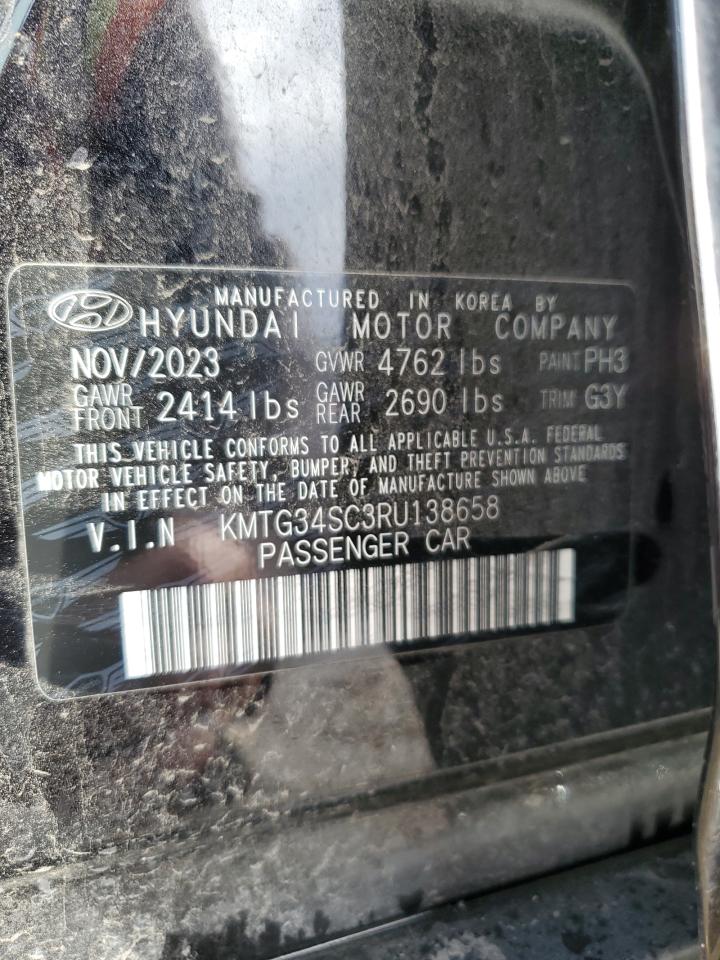 MANUFACTURED IN KOREA BY
HYUNDAI MOTOR COMPANY
NOV/2023 GVWR 4762 lbs PAINT PH3
GAWR FRONT 2414 lbs GAWR REAR 2690 lbs TRIM G3Y
THIS VEHICLE CONFORMS TO ALL APPLICABLE U.S.A. FEDERAL
MOTOR VEHICLE SAFETY, BUMPER, AND THEFT PREVENTION STANDARDS
IN EFFECT ON THE DATE OF MANUFACTURE SHOWN ABOVE
V.I.N KMTG34SC3RU138658
PASSENGER CAR